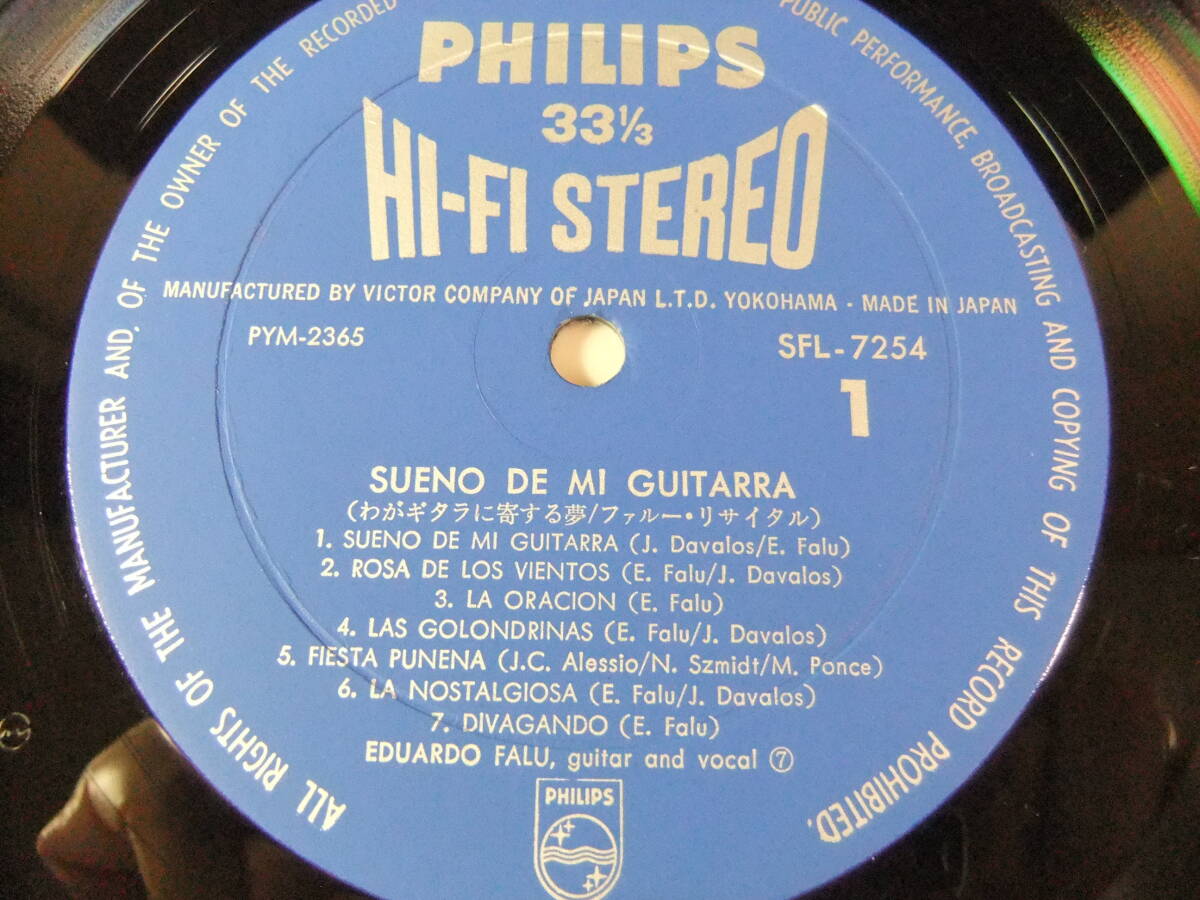 PHILIPS
33⅓
HI-FI STEREO
MANUFACTURED BY VICTOR COMPANY OF JAPAN L.T.D. YOKOHAMA - MADE IN JAPAN
PYM-2365
SFL-7254
1
SUENO DE MI GUITARRA
(わがギタラに寄する夢/ファルー・リサイタル)
1. SUENO DE MI GUITARRA (J. Davalos/E. Falu)
2. ROSA DE LOS VIENTOS (E. Falu/J. Davalos)
3. LA ORACION (E. Falu)
4. LAS GOLONDRINAS (E. Falu/J. Davalos)
5. FIESTA PUNENA (J.C. Alessio/N. Szmidt/M. Ponce)
6. LA NOSTALGIOSA (E. Falu/J. Davalos)
7. DIVAGANDO (E. Falu)
EDUARDO FALU, guitar and vocal ⑦
PHILIPS
ALL RIGHTS OF THE MANUFACTURER AND, OF THE OWNER OF THE RECORDED
PUBLIC PERFORMANCE, BROADCASTING AND COPYING OF THIS RECORD PROHIBITED.